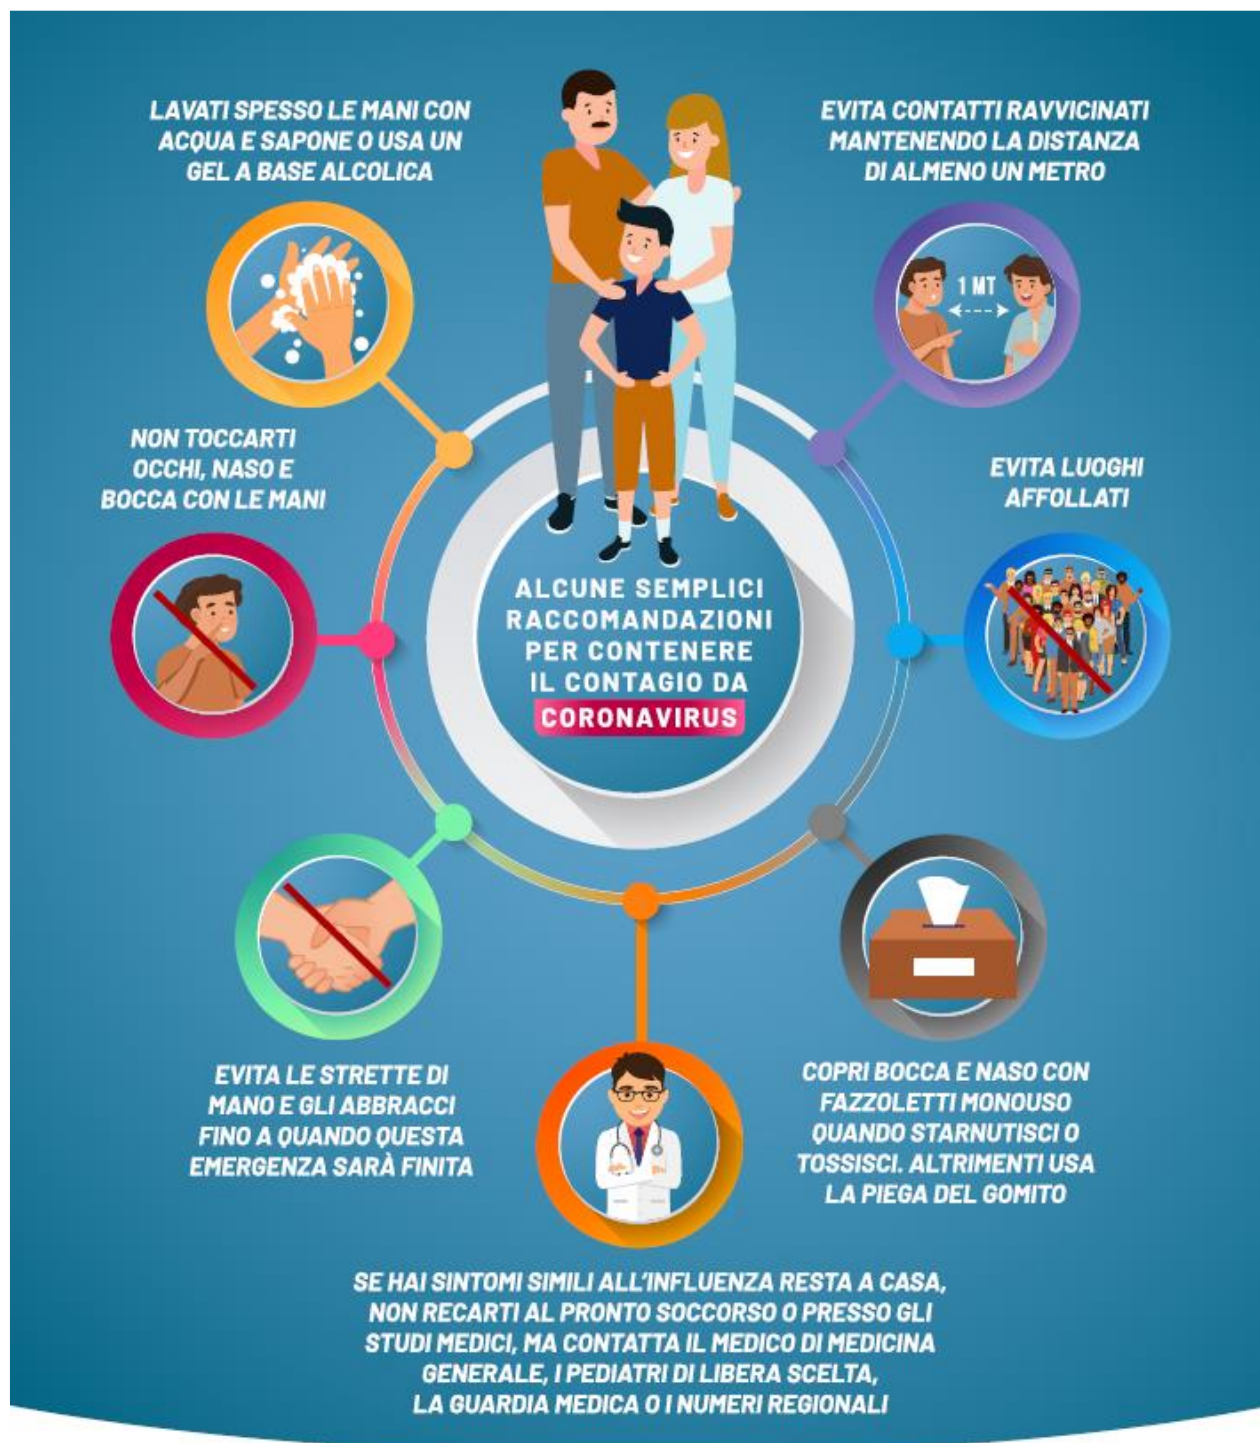 LAVATI SPESSO LE MANI CON
ACQUA E SAPONE O USA UN
GEL A BASE ALCOLICA
EVITA CONTATTI RAVVICINATI
MANTENENDO LA DISTANZA
DI ALMENO UN METRO
1 MT
NON TOCCARTI
OCCHI, NASO E
BOCCA CON LE MANI
EVITA LUOGHI
AFFOLLATI
ALCUNE SEMPLICI
RACCOMANDAZIONI
PER CONTENERE
IL CONTAGIO DA
CORONAVIRUS
EVITA LE STRETTE DI
MANO E GLI ABBRACCI
FINO A QUANDO QUESTA
EMERGENZA SARÀ FINITA
COPRI BOCCA E NASO CON
FAZZOLETTI MONOUSO
QUANDO STARNUTISCI O
TOSSISCI. ALTRIMENTI USA
LA PIEGA DEL GOMITO
SE HAI SINTOMI SIMILI ALL'INFLUENZA RESTA A CASA,
NON RECARTI AL PRONTO SOCCORSO O PRESSO GLI
STUDI MEDICI, MA CONTATTA IL MEDICO DI MEDICINA
GENERALE, I PEDIATRI DI LIBERA SCELTA,
LA GUARDIA MEDICA O I NUMERI REGIONALI